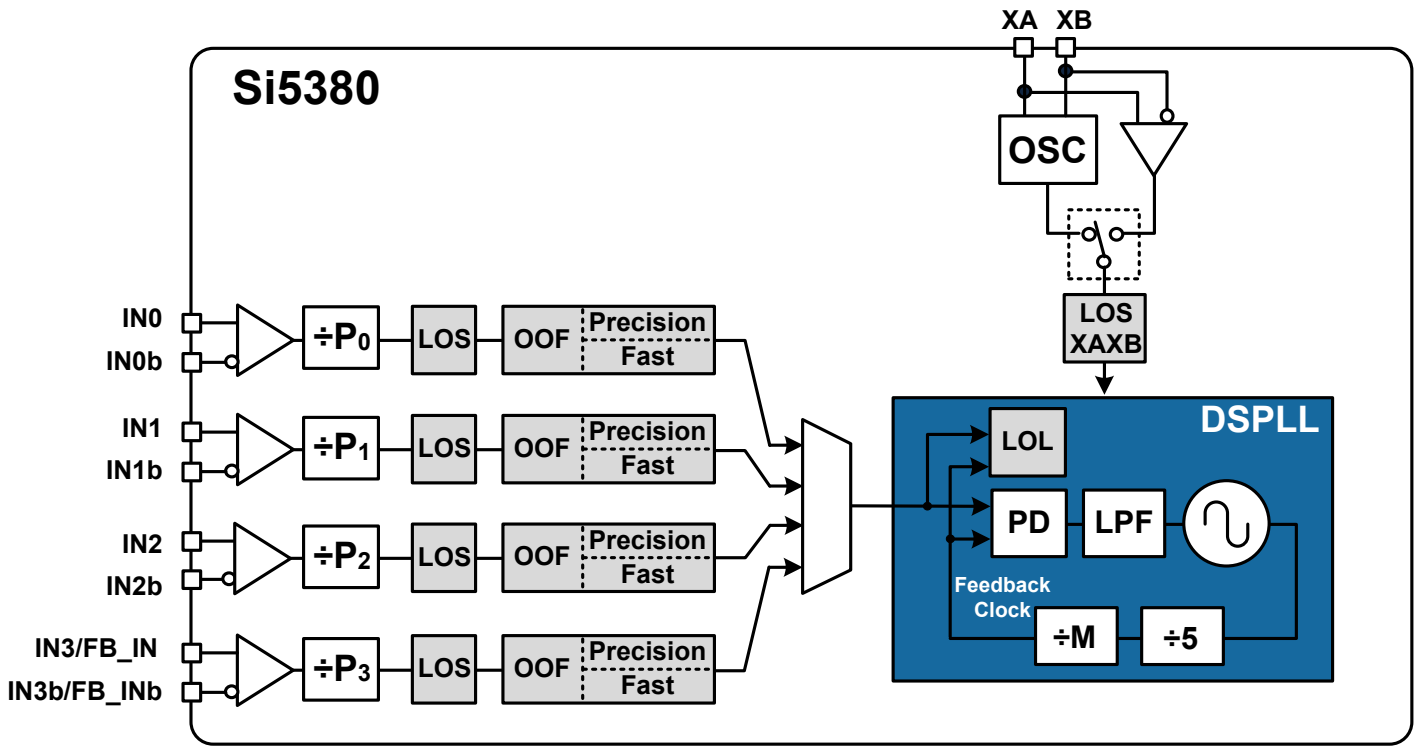 XA XB
Si5380
OSC
LOS
XAXB
IN0
IN0b
÷P0
LOS
OOF
Precision
Fast
IN1
IN1b
÷P1
LOS
OOF
Precision
Fast
IN2
IN2b
÷P2
LOS
OOF
Precision
Fast
IN3/FB_IN
IN3b/FB_INb
÷P3
LOS
OOF
Precision
Fast
DSPLL
LOL
PD
LPF
Feedback
Clock
÷M
÷5